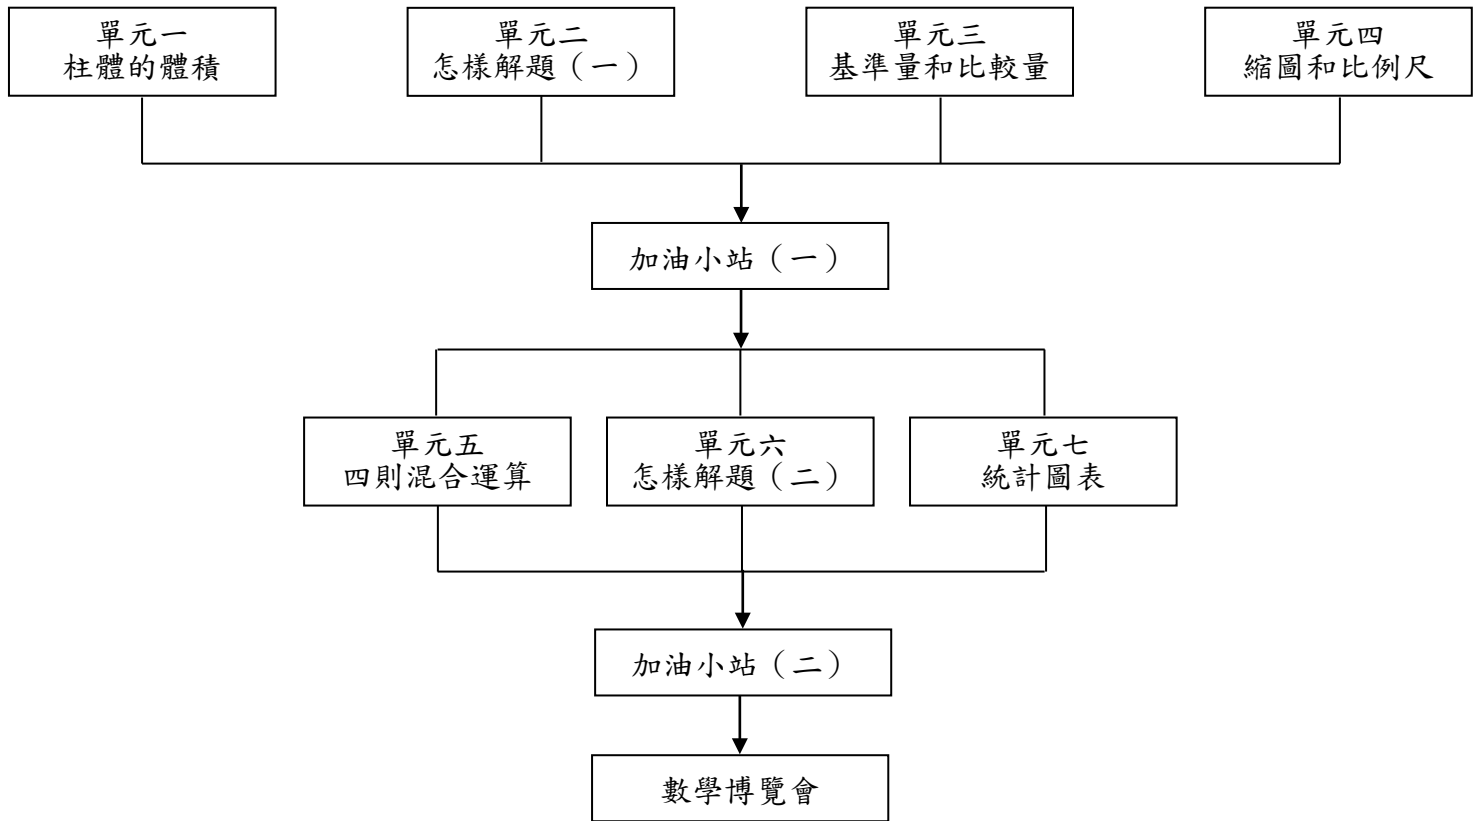 單元一
柱體的體積
單元二
怎樣解題（一）
單元三
基準量和比較量
單元四
縮圖和比例尺
加油小站（一）
單元五
四則混合運算
單元六
怎樣解題（二）
單元七
統計圖表
加油小站（二）
數學博覽會